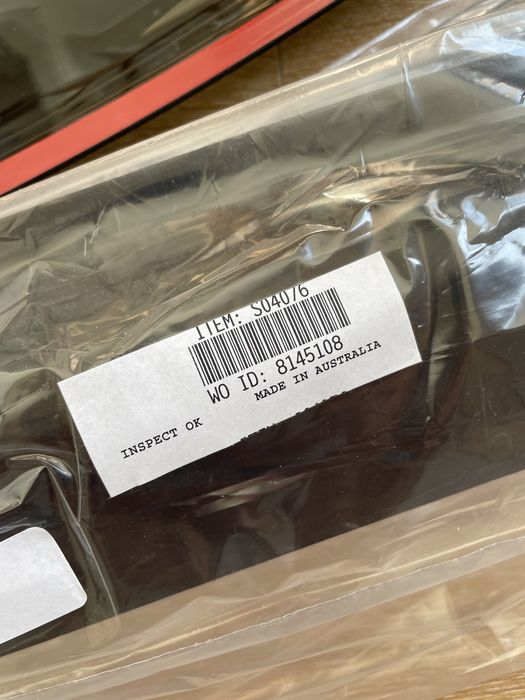 ITEM: S04076
WO ID: 8145108
MADE IN AUSTRALIA
INSPECT OK